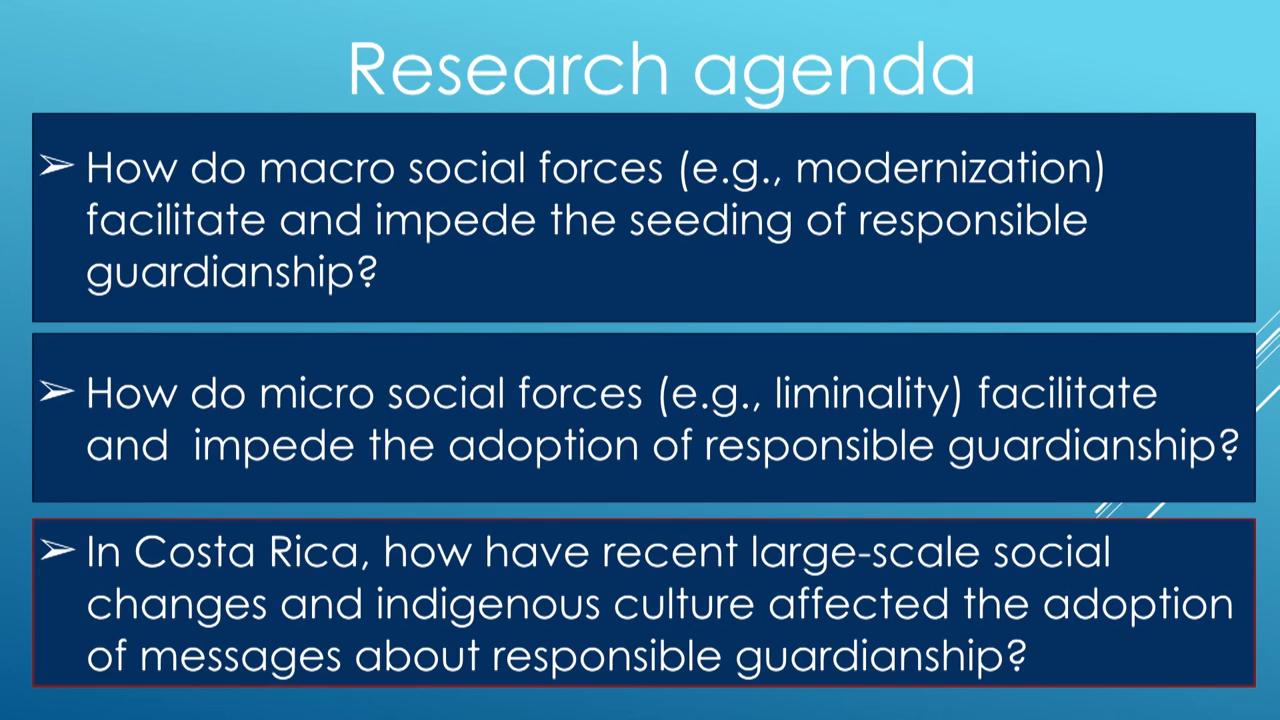 Research agenda
➢ How do macro social forces (e.g., modernization)
facilitate and impede the seeding of responsible
guardianship?
➢ How do micro social forces (e.g., liminality) facilitate
and  impede the adoption of responsible guardianship?
➢ In Costa Rica, how have recent large-scale social
changes and indigenous culture affected the adoption
of messages about responsible guardianship?